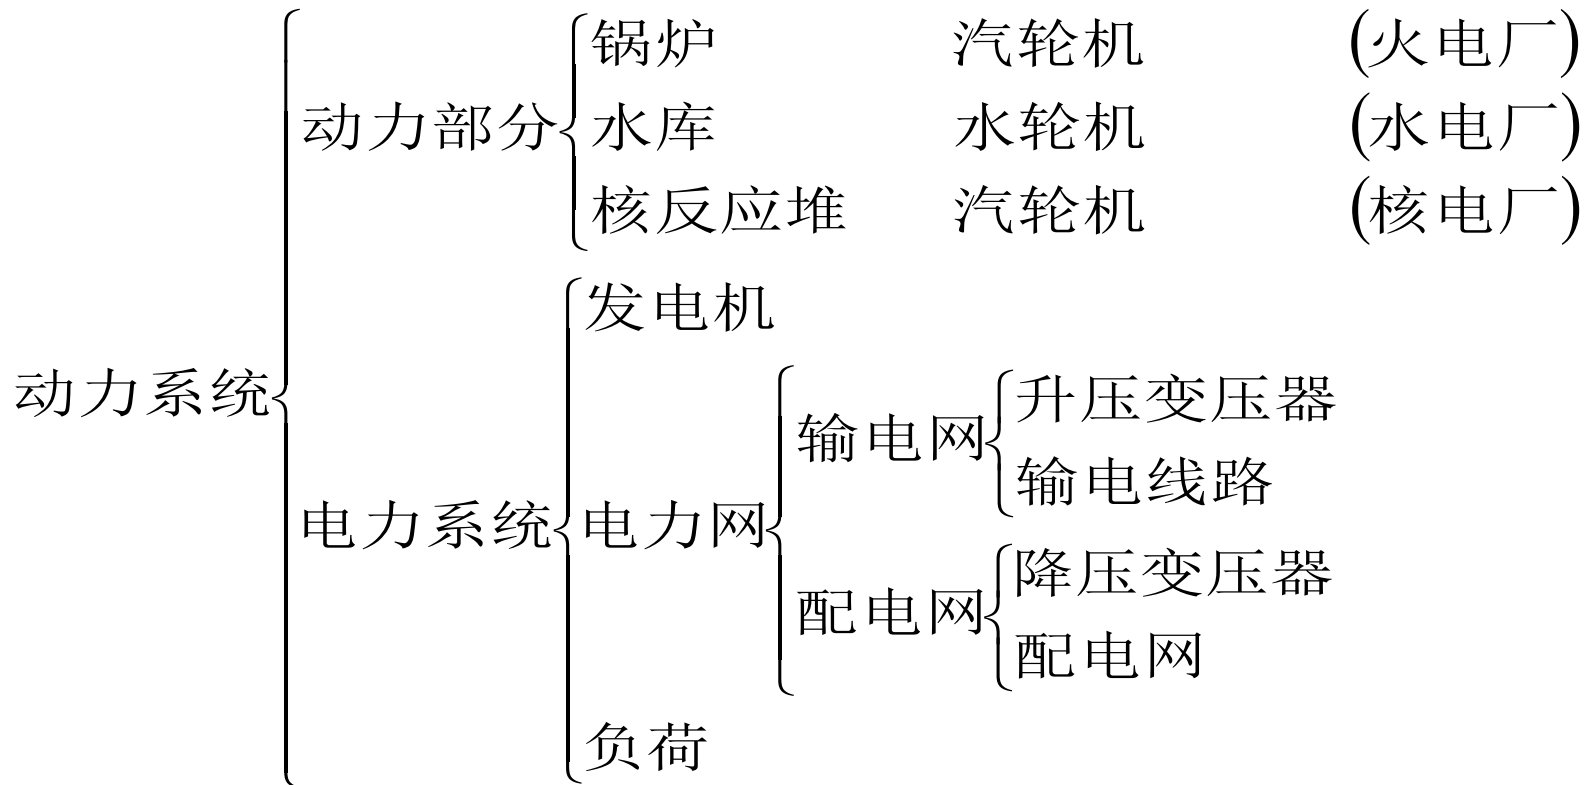 锅炉 汽轮机 (火电厂)
动力部分 水库 水轮机 (水电厂)
核反应堆 汽轮机 (核电厂)
发电机
动力系统
升压变压器
输电网
输电线路
电力系统 电力网
降压变压器
配电网
配电网
负荷